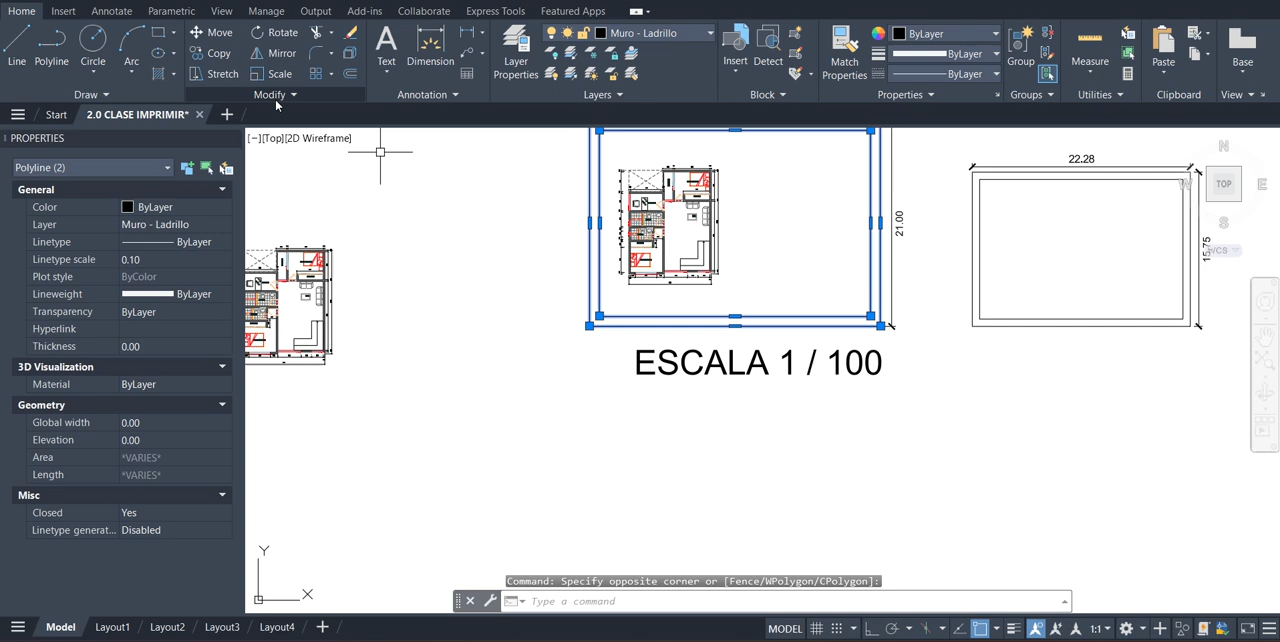 Home Insert Annotate Parametric View Manage Output Add-ins Collaborate Express Tools Featured Apps
Line Polyline Circle Arc
Move Rotate
Copy Mirror
Stretch Scale
Text Dimension
Layer Properties
Muro - Ladrillo
Insert Detect
Match Properties
ByLayer
ByLayer
ByLayer
Group Measure Paste Base
Draw Modify Annotation Layers Block Properties Groups Utilities Clipboard View
Start 2.0 CLASE IMPRIMIR*
PROPERTIES
[−][Top][2D Wireframe]
Polyline (2)
General
Color ByLayer
Layer Muro - Ladrillo
Linetype ByLayer
Linetype scale 0.10
Plot style ByColor
Lineweight ByLayer
Transparency ByLayer
Hyperlink
Thickness 0.00
3D Visualization
Material ByLayer
Geometry
Global width 0.00
Elevation 0.00
Area *VARIES*
Length *VARIES*
Misc
Closed Yes
Linetype generat... Disabled
21.00
22.28
15.75
N
W TOP E
S
WCS
ESCALA 1 / 100
Y
X
Command: Specify opposite corner or [Fence/WPolygon/CPolygon]:
Type a command
Model Layout1 Layout2 Layout3 Layout4
MODEL 1:1